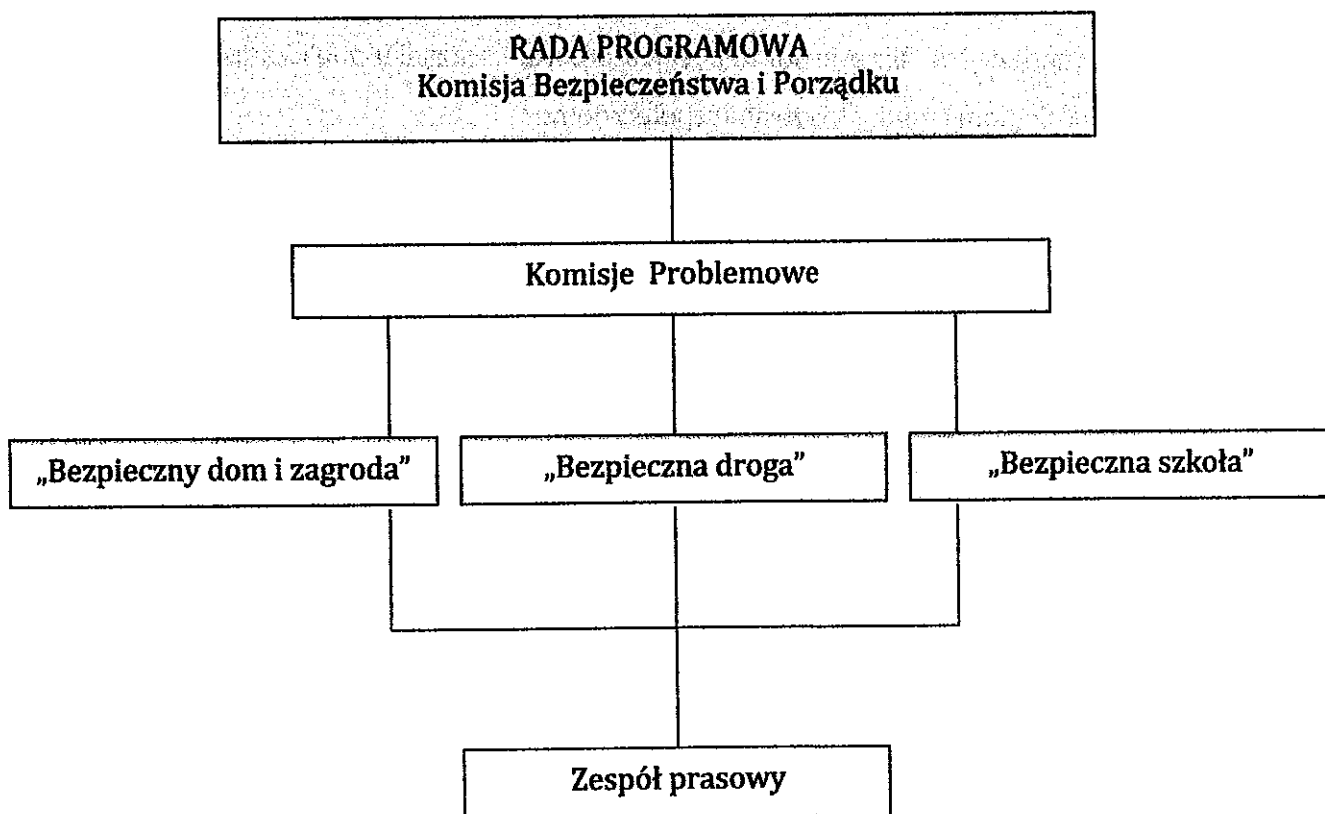 RADA PROGRAMOWA
Komisja Bezpieczeństwa i Porządku
Komisje Problemowe
„Bezpieczny dom i zagroda”
„Bezpieczna droga”
„Bezpieczna szkoła”
Zespół prasowy